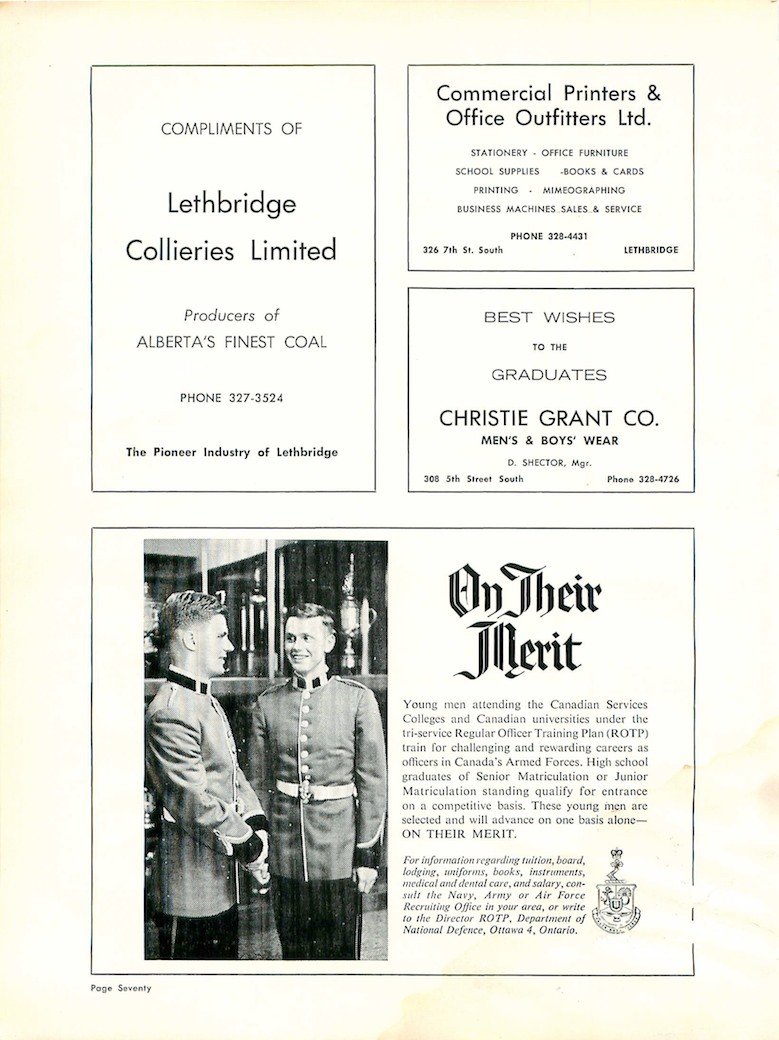 COMPLIMENTS OF
Lethbridge
Collieries Limited
Producers of
ALBERTA'S FINEST COAL
PHONE 327-3524
The Pioneer Industry of Lethbridge
Commercial Printers &
Office Outfitters Ltd.
STATIONERY - OFFICE FURNITURE
SCHOOL SUPPLIES -BOOKS & CARDS
PRINTING - MIMEOGRAPHING
BUSINESS MACHINES SALES & SERVICE
PHONE 328-4431
326 7th St. South LETHBRIDGE
BEST WISHES
TO THE
GRADUATES
CHRISTIE GRANT CO.
MEN'S & BOYS' WEAR
D. SHECTOR, Mgr.
308 5th Street South Phone 328-4726
On Their
Merit
Young men attending the Canadian Services
Colleges and Canadian universities under the
tri-service Regular Officer Training Plan (ROTP)
train for challenging and rewarding careers as
officers in Canada's Armed Forces. High school
graduates of Senior Matriculation or Junior
Matriculation standing qualify for entrance
on a competitive basis. These young men are
selected and will advance on one basis alone—
ON THEIR MERIT.
For information regarding tuition, board,
lodging, uniforms, books, instruments,
medical and dental care, and salary, con-
sult the Navy, Army or Air Force
Recruiting Office in your area, or write
to the Director ROTP, Department of
National Defence, Ottawa 4, Ontario.
Page Seventy